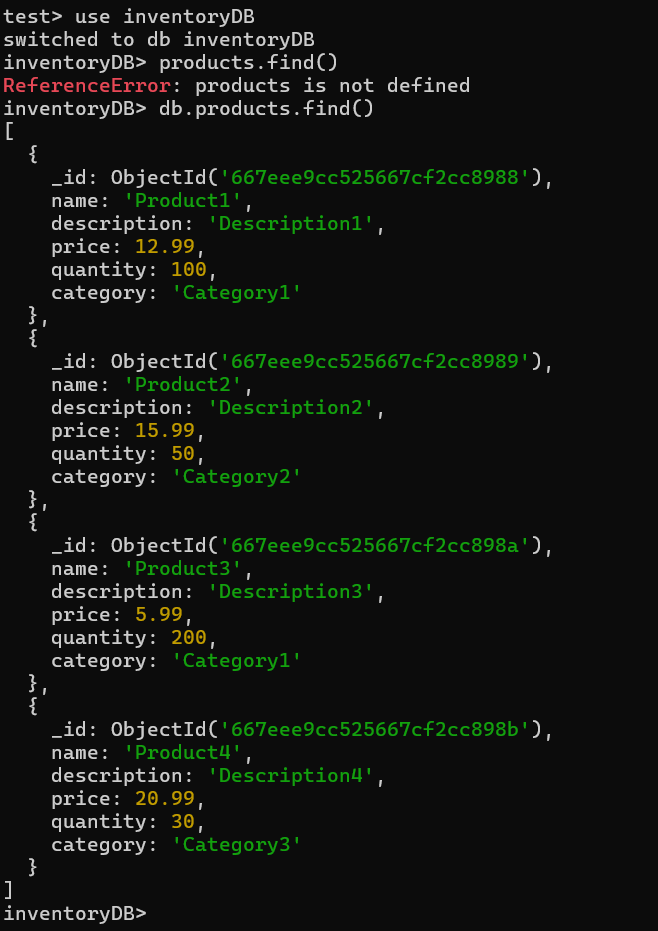 test> use inventoryDB
switched to db inventoryDB
inventoryDB> products.find()
ReferenceError: products is not defined
inventoryDB> db.products.find()
[
  {
    _id: ObjectId('667eee9cc525667cf2cc8988'),
    name: 'Product1',
    description: 'Description1',
    price: 12.99,
    quantity: 100,
    category: 'Category1'
  },
  {
    _id: ObjectId('667eee9cc525667cf2cc8989'),
    name: 'Product2',
    description: 'Description2',
    price: 15.99,
    quantity: 50,
    category: 'Category2'
  },
  {
    _id: ObjectId('667eee9cc525667cf2cc898a'),
    name: 'Product3',
    description: 'Description3',
    price: 5.99,
    quantity: 200,
    category: 'Category1'
  },
  {
    _id: ObjectId('667eee9cc525667cf2cc898b'),
    name: 'Product4',
    description: 'Description4',
    price: 20.99,
    quantity: 30,
    category: 'Category3'
  }
]
inventoryDB>